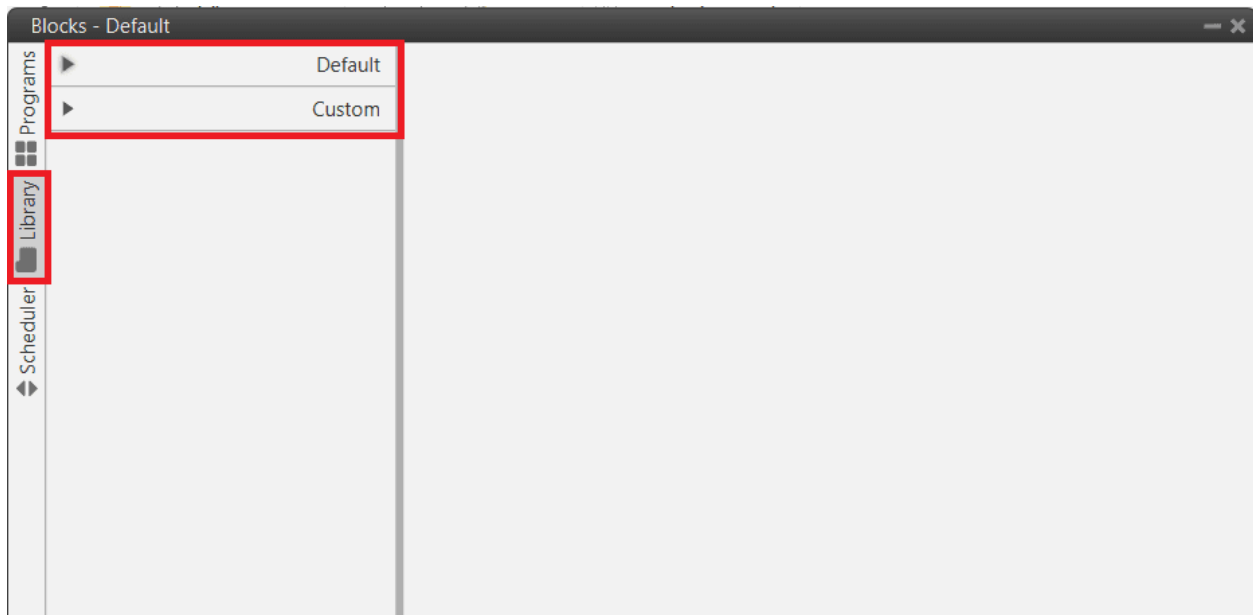 Blocks - Default
Programs
Library
Scheduler
Default
Custom